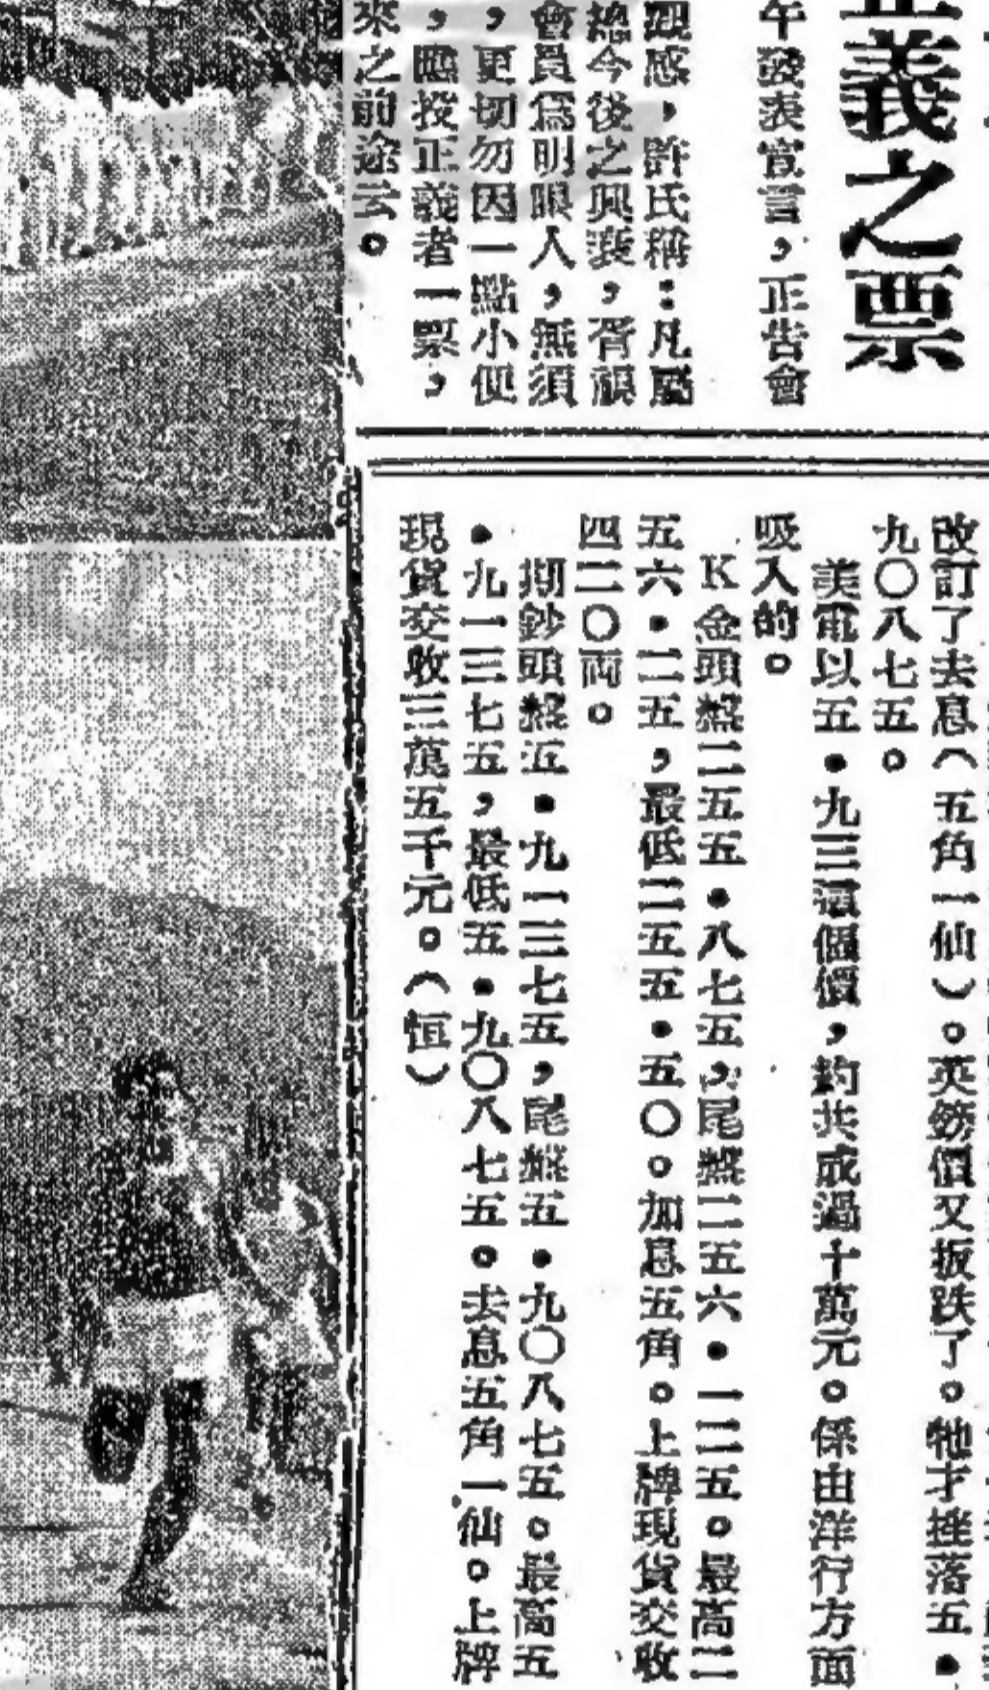 義之票
午發表宣言，正告會
觀感，許氏稱：凡屬
總今後之興衰，胥視
會員爲明眼人，無須
，更切勿因一點小便
，應投正義者一票，
來之前途云。
改訂了去息（五角一仙）。英鎊價又扳跌了。牠才挫落五·
九〇八七五。
美電以五·九三這個價，約共成過十萬元。係由洋行方面
吸入的。
K金頭盤二五五·八七五，尾盤二五六·一二五。最高二
五六·二五，最低二五五·五〇。加息五角。上牌現貨交收
四二〇両。
期鈔頭盤五·九一三七五，尾盤五·九〇八七五。最高五
·九一三七五，最低五·九〇八七五。去息五角一仙。上牌
現貨交收三萬五千元。（恒）